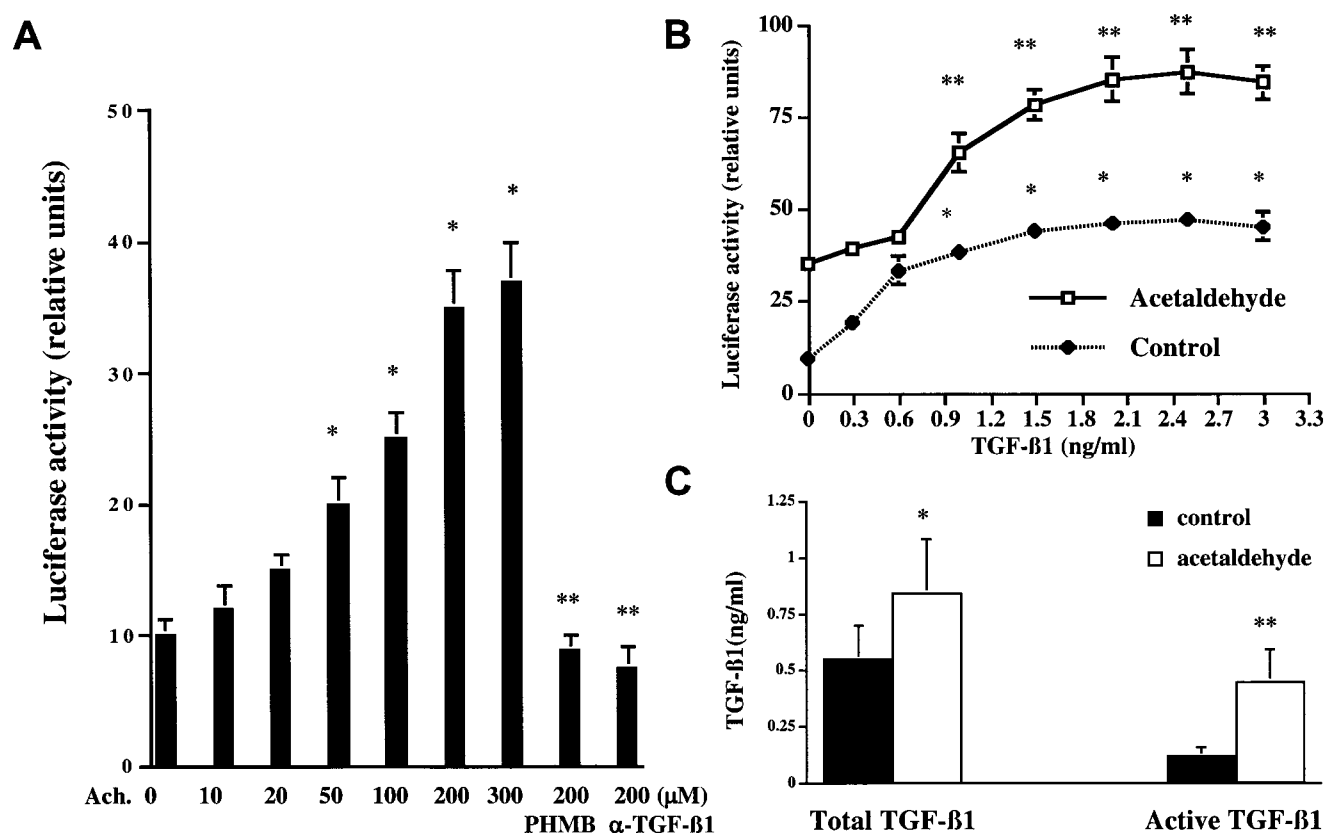 A
Luciferase activity (relative units)
50
40
30
20
10
0
*
*
*
*
**
**
Ach. 0 10 20 50 100 200 300 200 200 (µM)
PHMB α-TGF-ß1
B
Luciferase activity (relative units)
100
75
50
25
0
**
**
**
**
**
*
*
*
*
*
Acetaldehyde
Control
0 0.3 0.6 0.9 1.2 1.5 1.8 2.1 2.4 2.7 3 3.3
TGF-ß1 (ng/ml)
C
TGF-ß1(ng/ml)
1.25
1
0.75
0.5
0.25
0
*
**
control
acetaldehyde
Total TGF-ß1 Active TGF-ß1